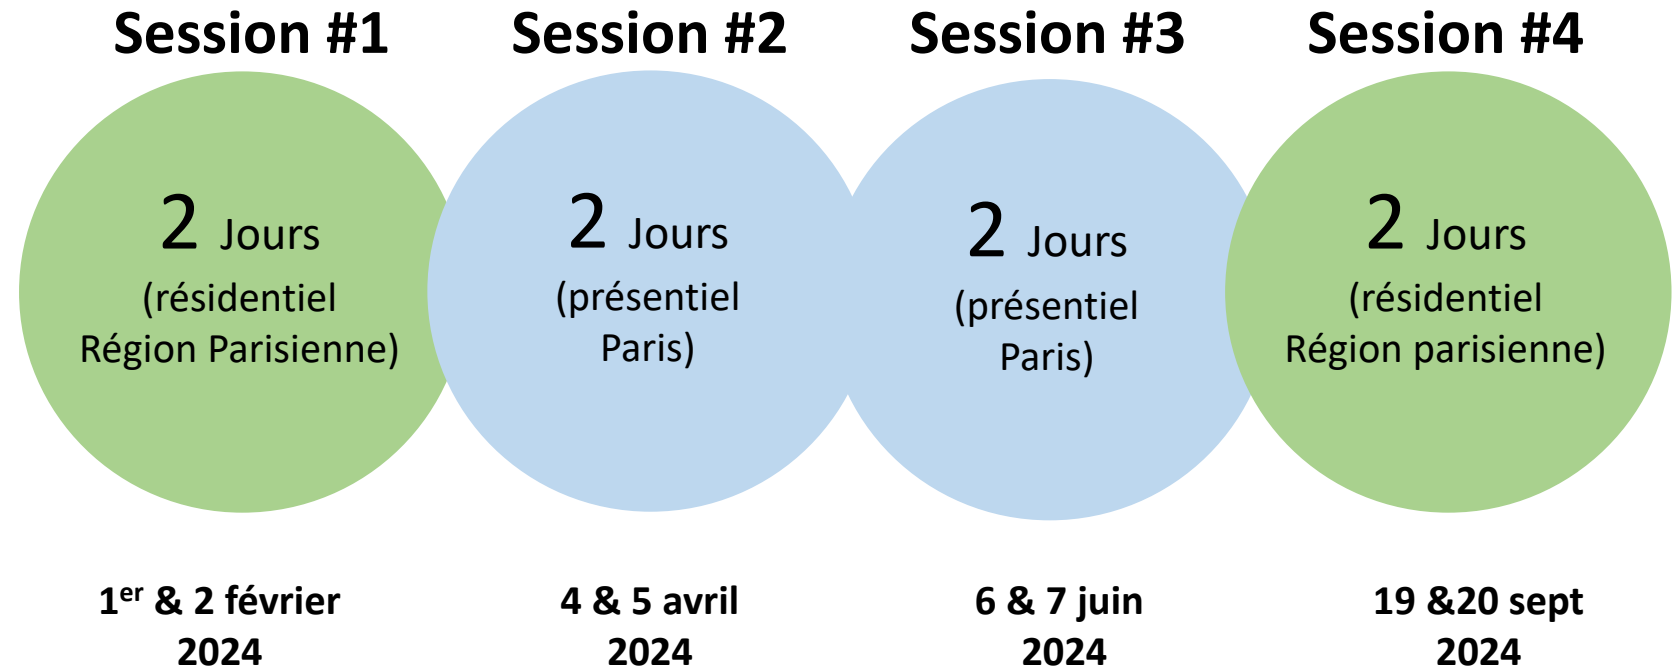 Session #1
2 Jours
(résidentiel
Région Parisienne)
1er & 2 février
2024
Session #2
2 Jours
(présentiel
Paris)
4 & 5 avril
2024
Session #3
2 Jours
(présentiel
Paris)
6 & 7 juin
2024
Session #4
2 Jours
(résidentiel
Région parisienne)
19 &20 sept
2024